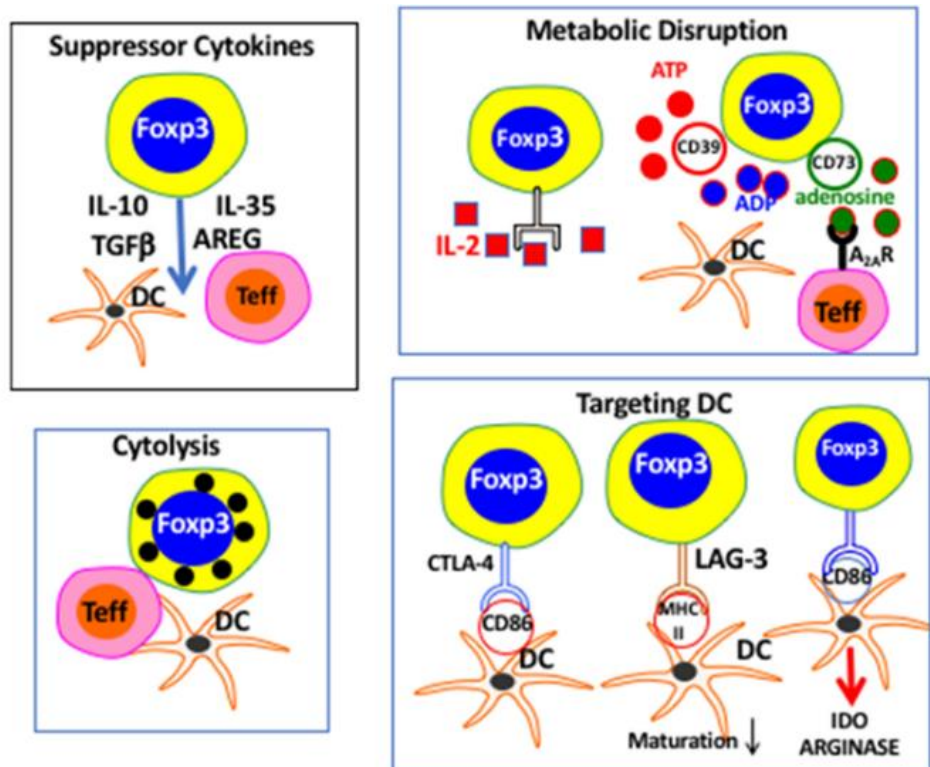 Suppressor Cytokines
Foxp3
IL-10 IL-35
TGFβ AREG
DC
Teff
Metabolic Disruption
Foxp3
IL-2
ATP
Foxp3
CD39
CD73
ADP
adenosine
DC
A2AR
Teff
Cytolysis
Foxp3
Teff
DC
Targeting DC
Foxp3
CTLA-4
CD86
DC
Foxp3
LAG-3
MHC
II
DC
Maturation ↓
Foxp3
CD86
IDO
ARGINASE